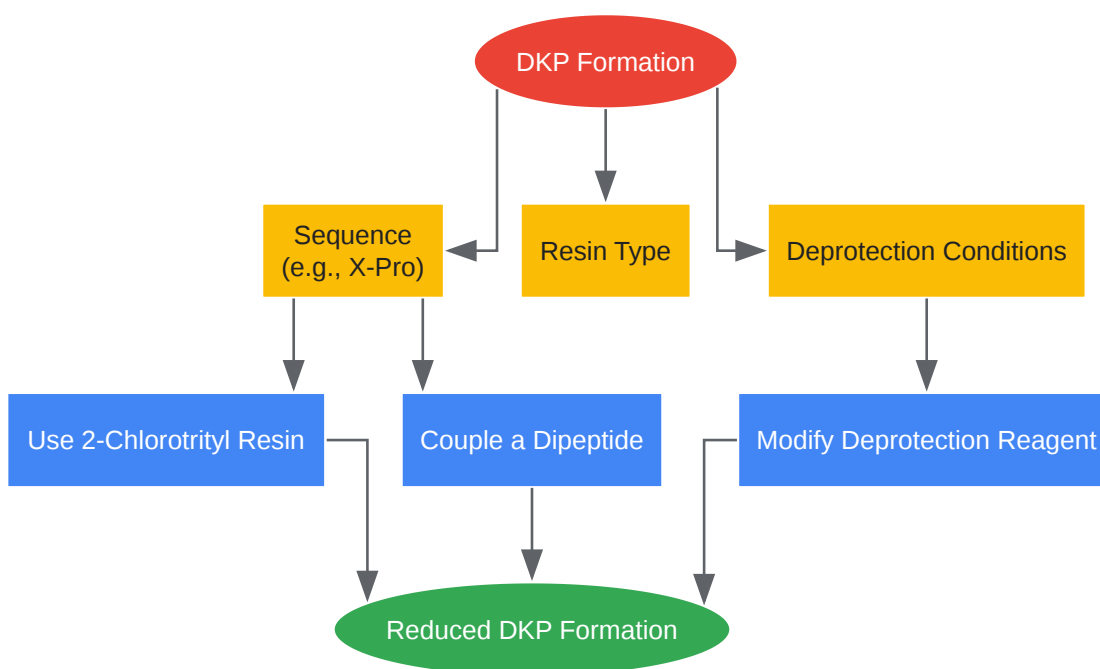 DKP Formation
Sequence
(e.g., X-Pro)
Resin Type
Deprotection Conditions
Use 2-Chlorotrityl Resin
Couple a Dipeptide
Modify Deprotection Reagent
Reduced DKP Formation